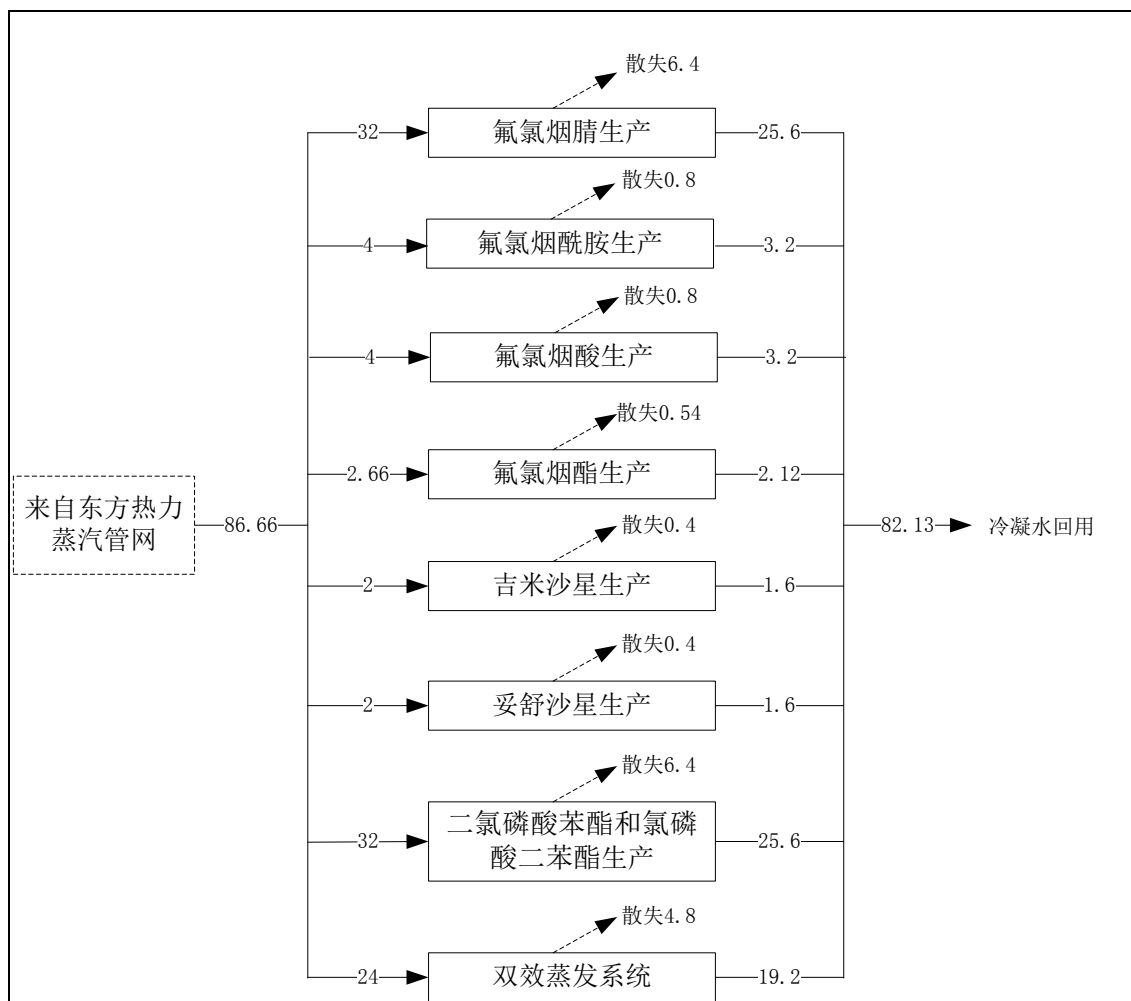 散失6.4
32
氟氯烟腈生产
25.6
散失0.8
4
氟氯烟酰胺生产
3.2
散失0.8
4
氟氯烟酸生产
3.2
散失0.54
2.66
氟氯烟酯生产
2.12
来自东方热力
蒸汽管网
86.66
82.13
冷凝水回用
散失0.4
2
吉米沙星生产
1.6
散失0.4
2
妥舒沙星生产
1.6
散失6.4
32
二氯磷酸苯酯和氯磷
酸二苯酯生产
25.6
散失4.8
24
双效蒸发系统
19.2